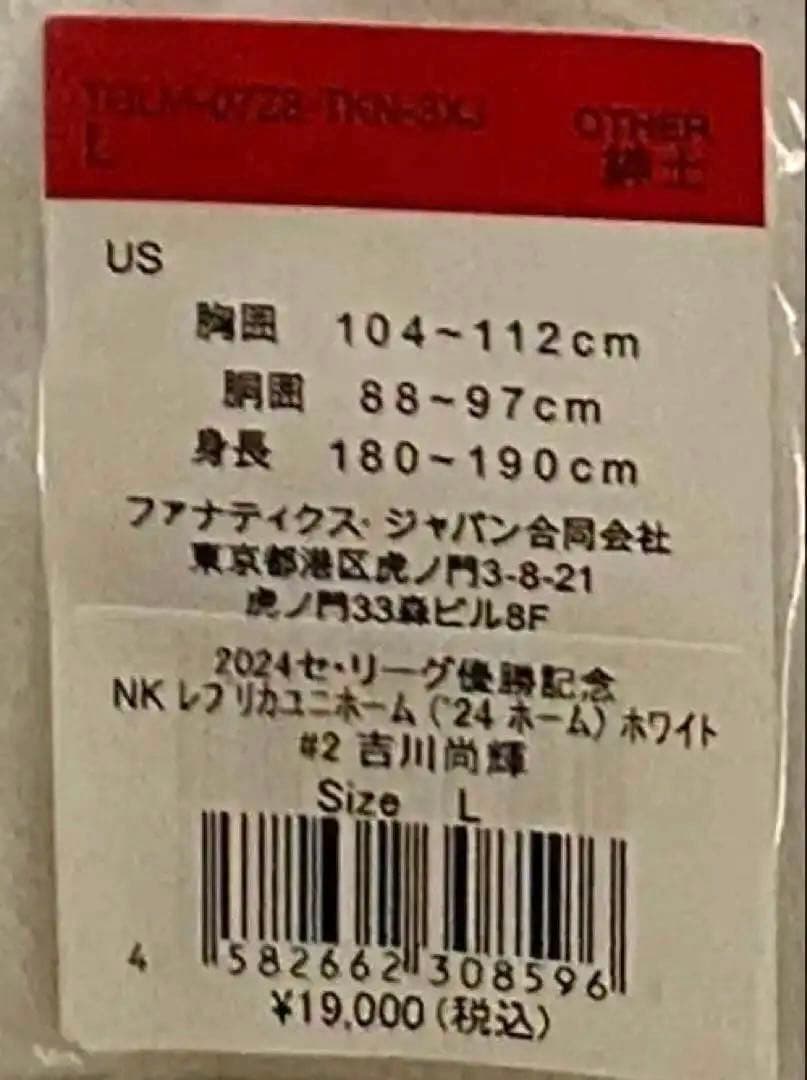 OTHER
L 紳士
US
胸囲 104~112cm
胴囲 88~97cm
身長 180~190cm
ファナティクス・ジャパン合同会社
東京都港区虎ノ門3-8-21
虎ノ門33森ビル8F
2024セ・リーグ優勝記念
NK レプリカユニホーム ('24 ホーム) ホワイト
#2 吉川尚輝
Size L
4 582662 308596
¥19,000(税込)